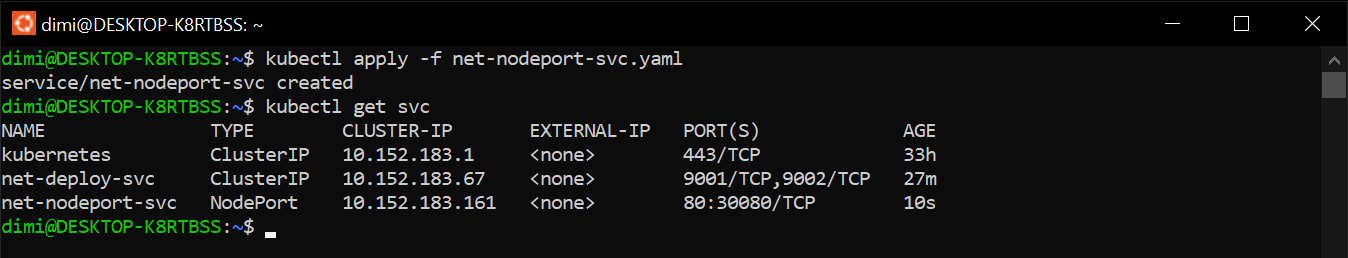 dimi@DESKTOP-K8RTBSS: ~
dimi@DESKTOP-K8RTBSS:~$ kubectl apply -f net-nodeport-svc.yaml
service/net-nodeport-svc created
dimi@DESKTOP-K8RTBSS:~$ kubectl get svc
NAME TYPE CLUSTER-IP EXTERNAL-IP PORT(S) AGE
kubernetes ClusterIP 10.152.183.1 <none> 443/TCP 33h
net-deploy-svc ClusterIP 10.152.183.67 <none> 9001/TCP,9002/TCP 27m
net-nodeport-svc NodePort 10.152.183.161 <none> 80:30080/TCP 10s
dimi@DESKTOP-K8RTBSS:~$